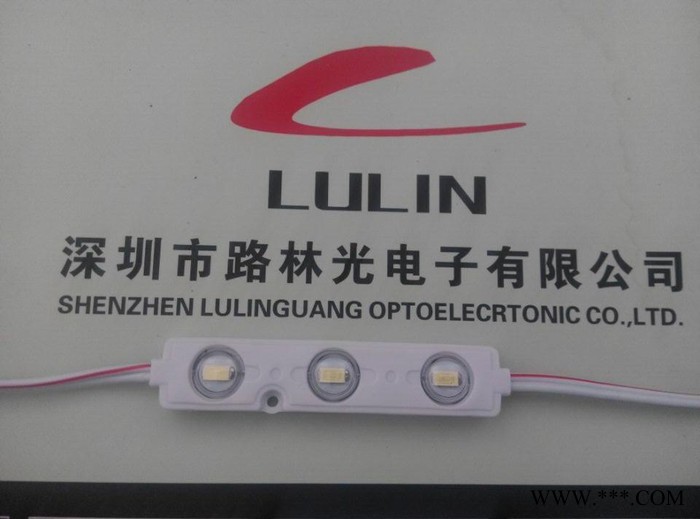 LULIN
深圳市路林光电子有限公司
SHENZHEN LULINGUANG OPTOELECRTONIC CO.,LTD.
WWW.***.COM